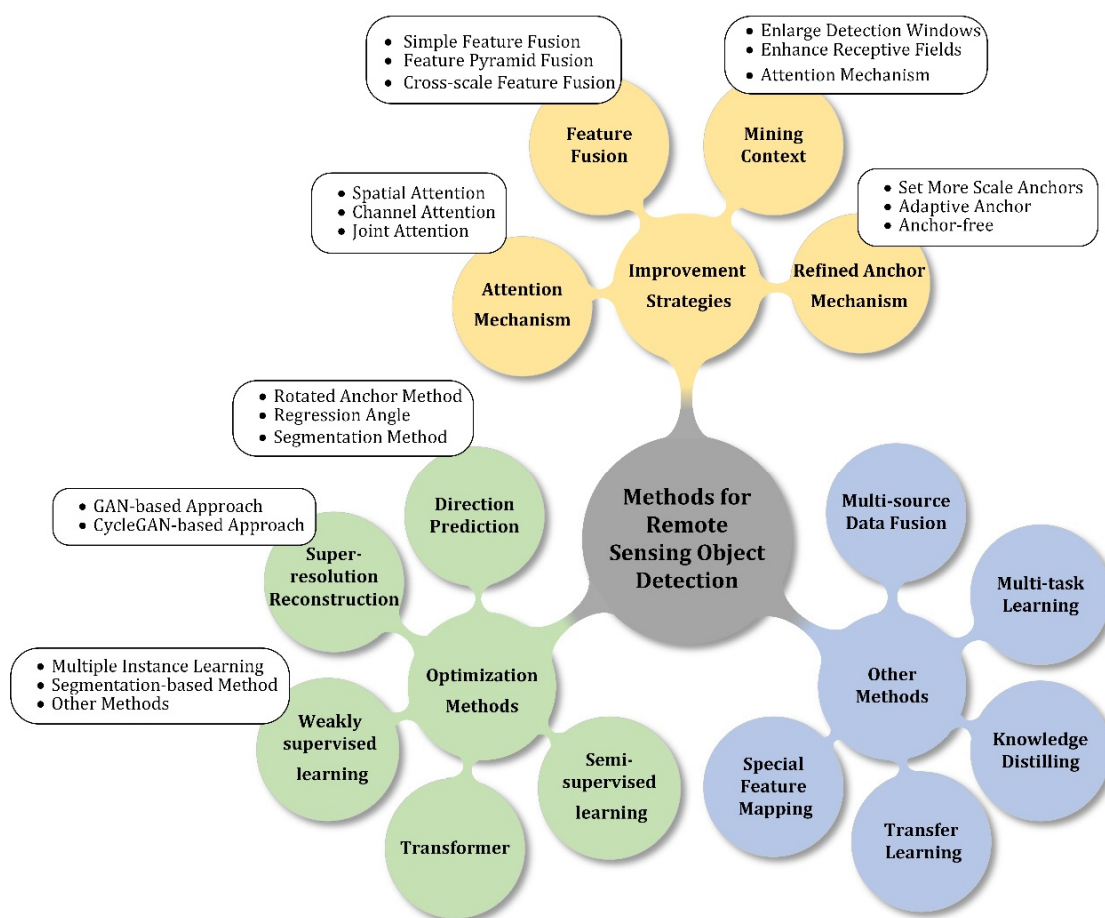 • Simple Feature Fusion
• Feature Pyramid Fusion
• Cross-scale Feature Fusion
• Enlarge Detection Windows
• Enhance Receptive Fields
• Attention Mechanism
Feature
Fusion
Mining
Context
• Spatial Attention
• Channel Attention
• Joint Attention
• Set More Scale Anchors
• Adaptive Anchor
• Anchor-free
Attention
Mechanism
Improvement
Strategies
Refined Anchor
Mechanism
• Rotated Anchor Method
• Regression Angle
• Segmentation Method
Methods for
Remote
Sensing Object
Detection
• GAN-based Approach
• CycleGAN-based Approach
Direction
Prediction
Super-
resolution
Reconstruction
• Multiple Instance Learning
• Segmentation-based Method
• Other Methods
Optimization
Methods
Weakly
supervised
learning
Transformer
Semi-
supervised
learning
Multi-source
Data Fusion
Multi-task
Learning
Other
Methods
Knowledge
Distilling
Special
Feature
Mapping
Transfer
Learning